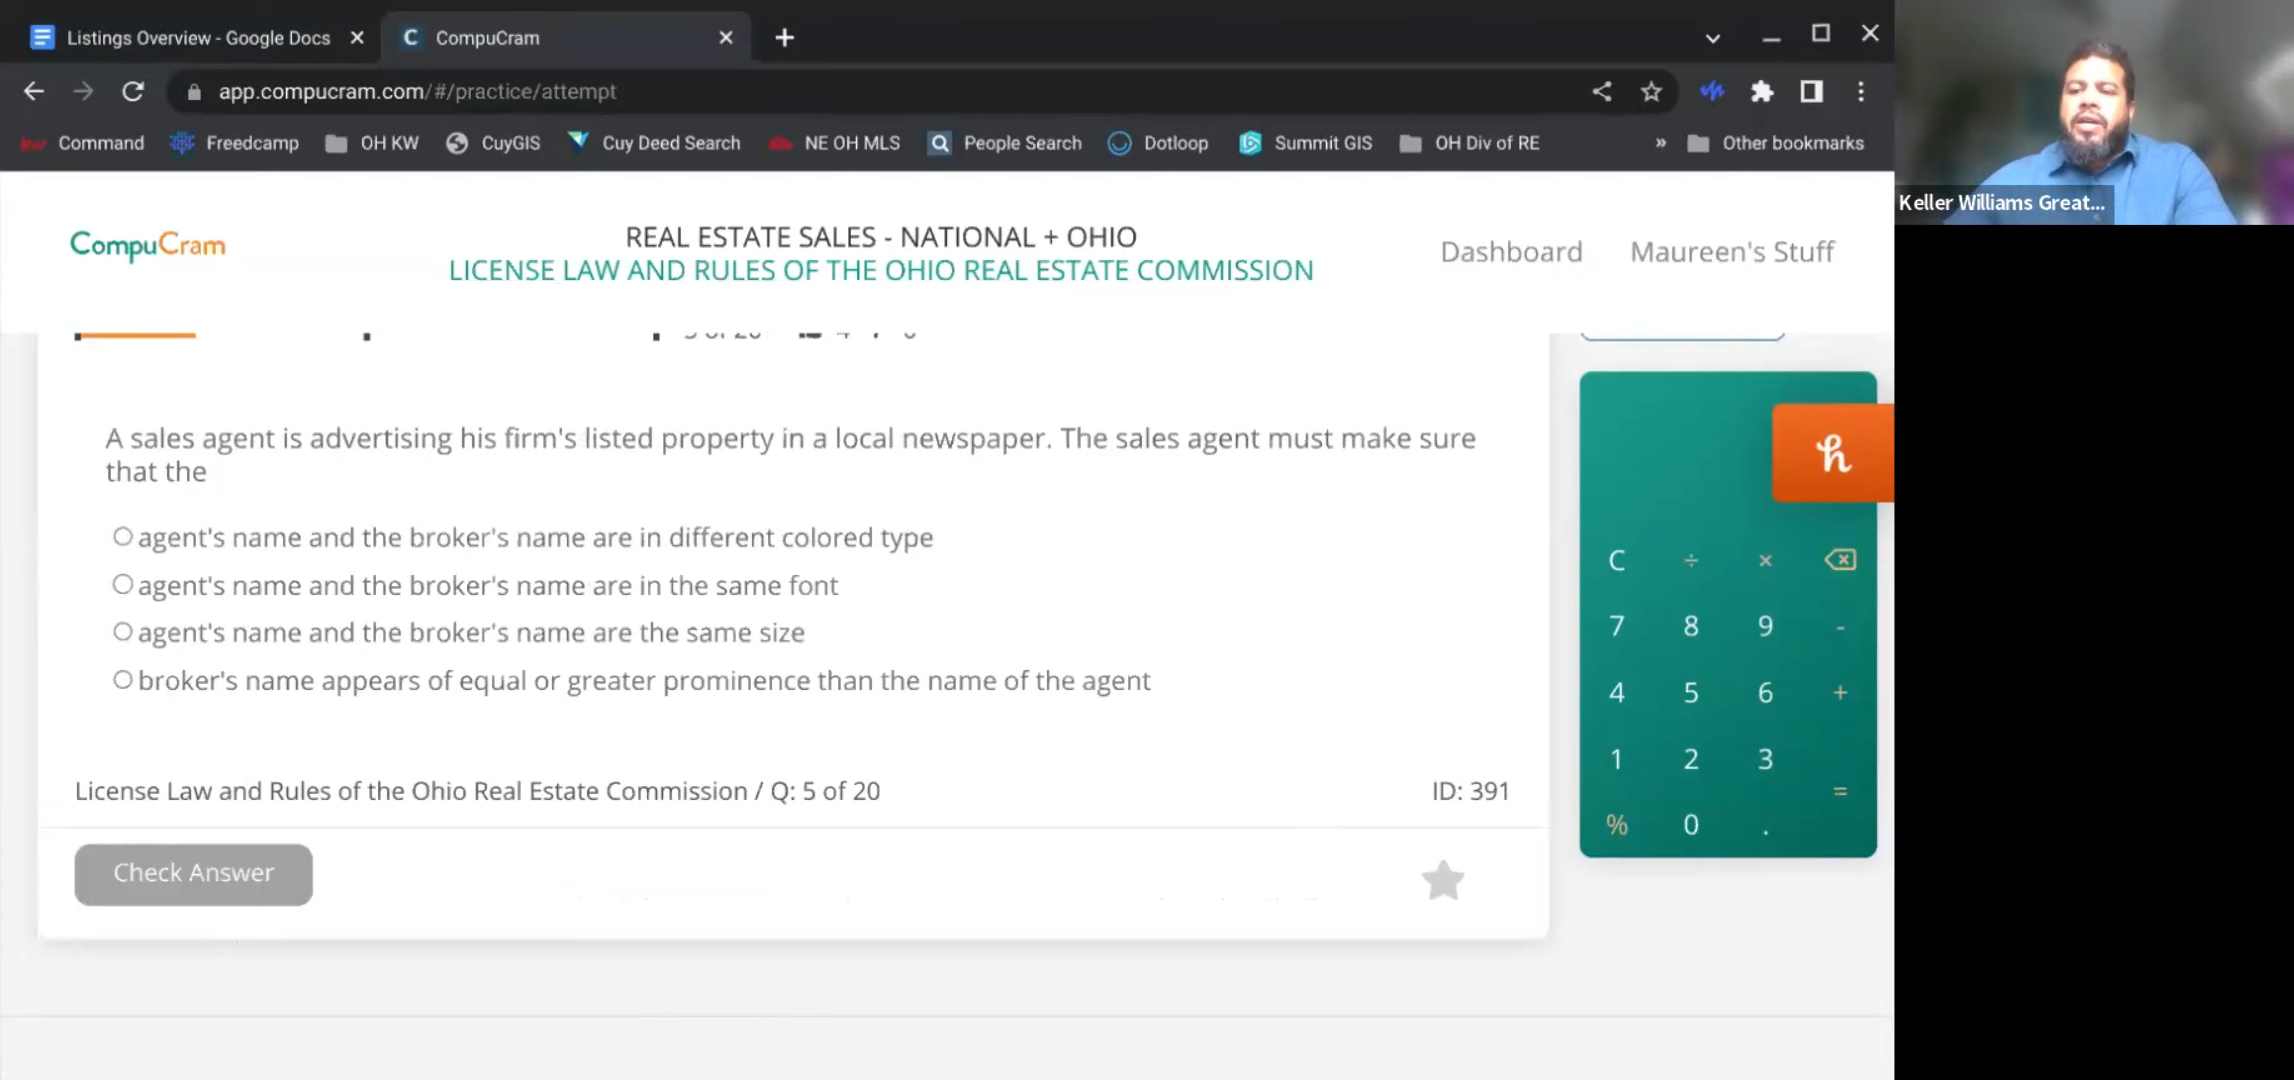 Listings Overview - Google Docs
CompuCram
app.compucram.com/#/practice/attempt
Command
Freedcamp
OH KW
CuyGIS
Cuy Deed Search
NE OH MLS
People Search
Dotloop
Summit GIS
OH Div of RE
»
Other bookmarks
Keller Williams Great...
CompuCram
REAL ESTATE SALES - NATIONAL + OHIO
LICENSE LAW AND RULES OF THE OHIO REAL ESTATE COMMISSION
Dashboard
Maureen's Stuff
A sales agent is advertising his firm's listed property in a local newspaper. The sales agent must make sure
that the
agent's name and the broker's name are in different colored type
agent's name and the broker's name are in the same font
agent's name and the broker's name are the same size
broker's name appears of equal or greater prominence than the name of the agent
License Law and Rules of the Ohio Real Estate Commission / Q: 5 of 20
ID: 391
Check Answer
h
C ÷ ×
7 8 9 -
4 5 6 +
1 2 3
=
% 0 .